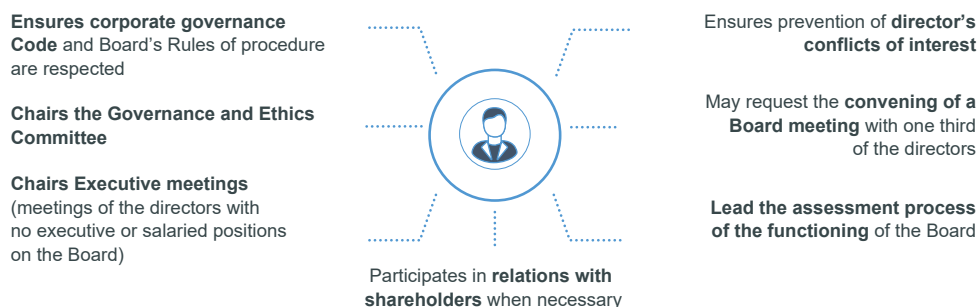 Ensures corporate governance
Code and Board's Rules of procedure
are respected
Chairs the Governance and Ethics
Committee
Chairs Executive meetings
(meetings of the directors with
no executive or salaried positions
on the Board)
Participates in relations with
shareholders when necessary
Ensures prevention of director's
conflicts of interest
May request the convening of a
Board meeting with one third
of the directors
Lead the assessment process
of the functioning of the Board